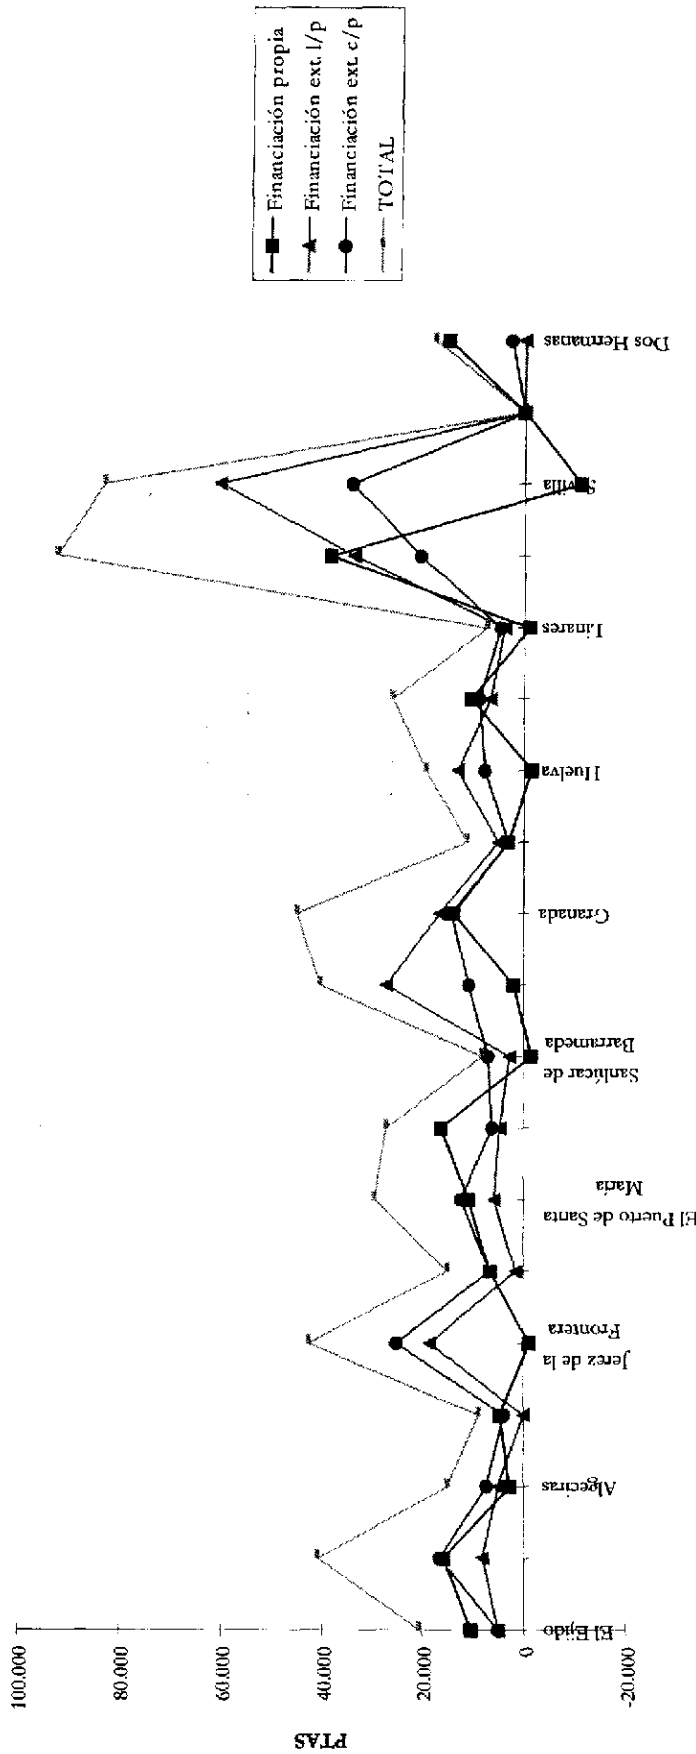 Financiación propia
Financiación ext. l/p
Financiación ext. c/p
TOTAL
PTAS
100.000
80.000
60.000
40.000
20.000
0
-20.000
El Ejido
Algeciras
Jerez de la
Frontera
El Puerto de Santa
María
Sanlúcar de
Barrameda
Granada
Huelva
Linares
Sevilla
Dos Hermanas